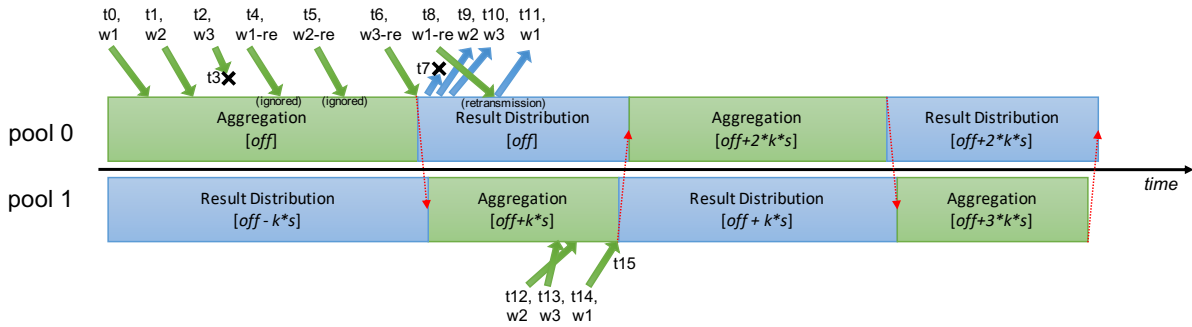 t0, t1, t2, t4, t5, t6, t8, t9, t10, t11,
w1 w2 w3 w1-re w2-re w3-re w1-re w2 w3 w1
t3 t7
(ignored) (ignored) (retransmission)
pool 0
Aggregation Result Distribution Aggregation Result Distribution
[off] [off] [off+2*k*s] [off+2*k*s]
time
pool 1
Result Distribution Aggregation Result Distribution Aggregation
[off - k*s] [off+k*s] [off + k*s] [off+3*k*s]
t15
t12, t13, t14,
w2 w3 w1